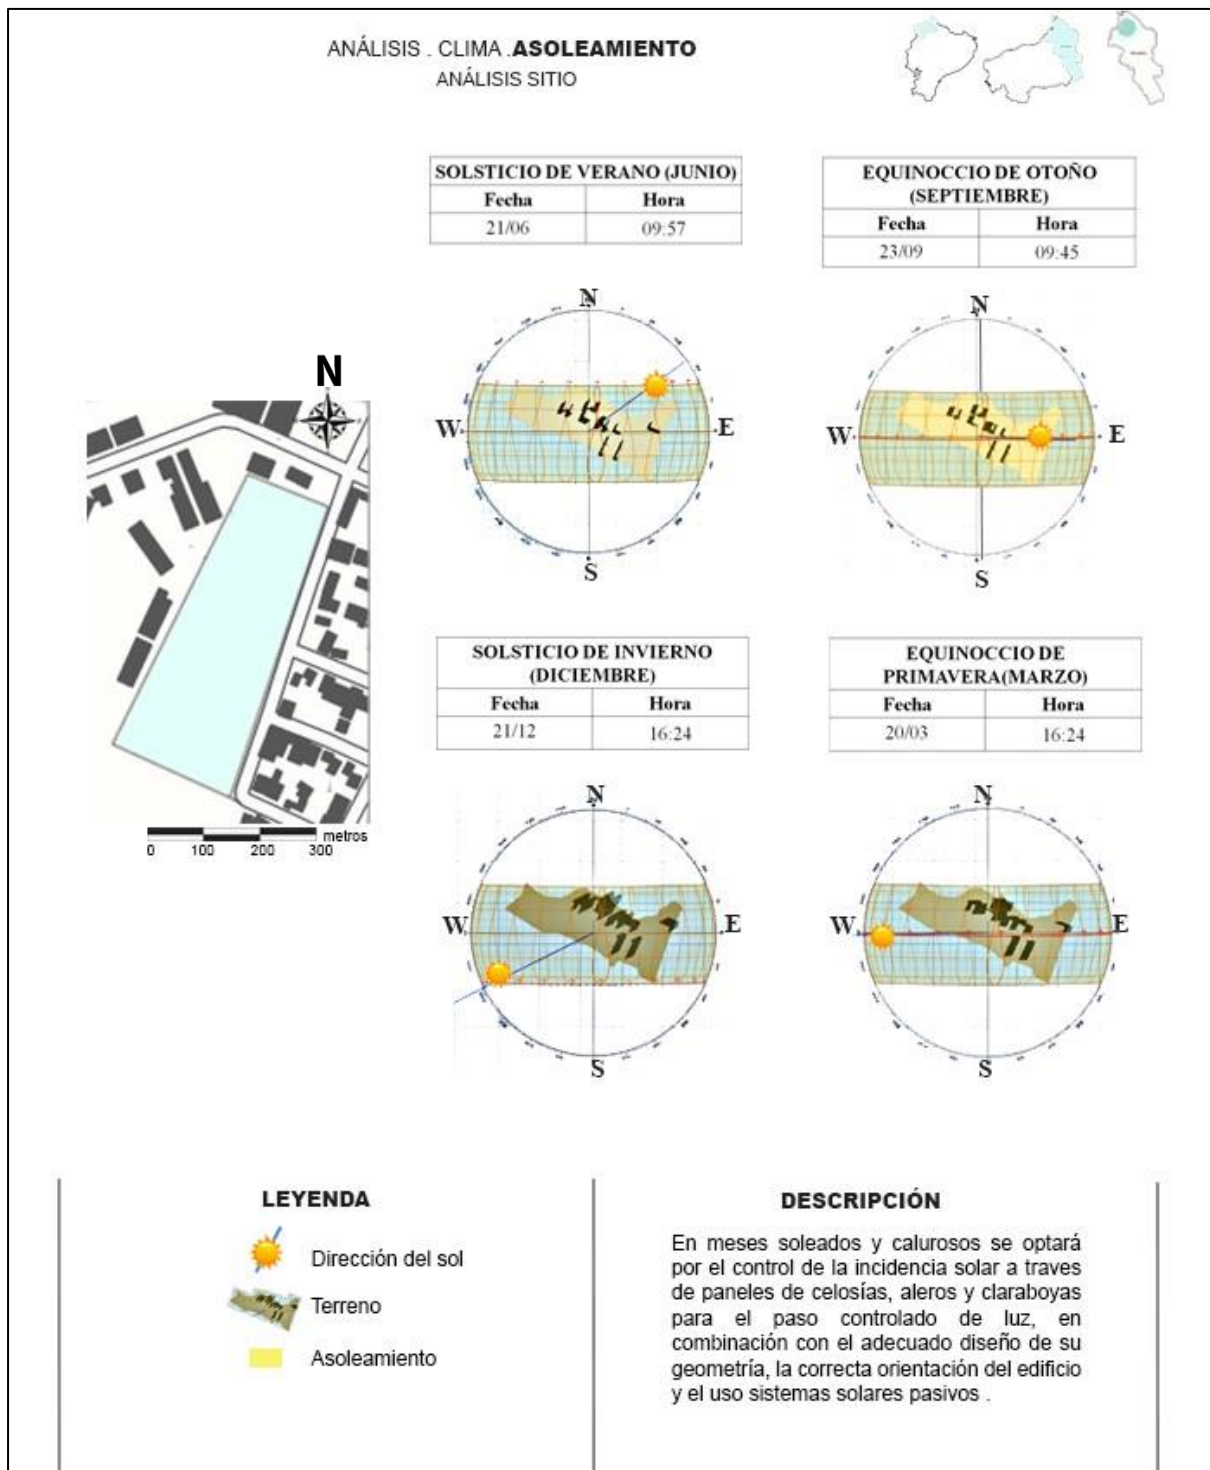 ANÁLISIS . CLIMA .ASOLEAMIENTO
ANÁLISIS SITIO
SOLSTICIO DE VERANO (JUNIO)
Fecha Hora
21/06 09:57
EQUINOCCIO DE OTOÑO
(SEPTIEMBRE)
Fecha Hora
23/09 09:45
N
W E
S
N
W E
S
N
metros
0 100 200 300
SOLSTICIO DE INVIERNO
(DICIEMBRE)
Fecha Hora
21/12 16:24
EQUINOCCIO DE
PRIMAVERA(MARZO)
Fecha Hora
20/03 16:24
N
W E
S
N
W E
S
LEYENDA
Dirección del sol
Terreno
Asoleamiento
DESCRIPCIÓN
En meses soleados y calurosos se optará
por el control de la incidencia solar a traves
de paneles de celosías, aleros y claraboyas
para el paso controlado de luz, en
combinación con el adecuado diseño de su
geometría, la correcta orientación del edificio
y el uso sistemas solares pasivos .